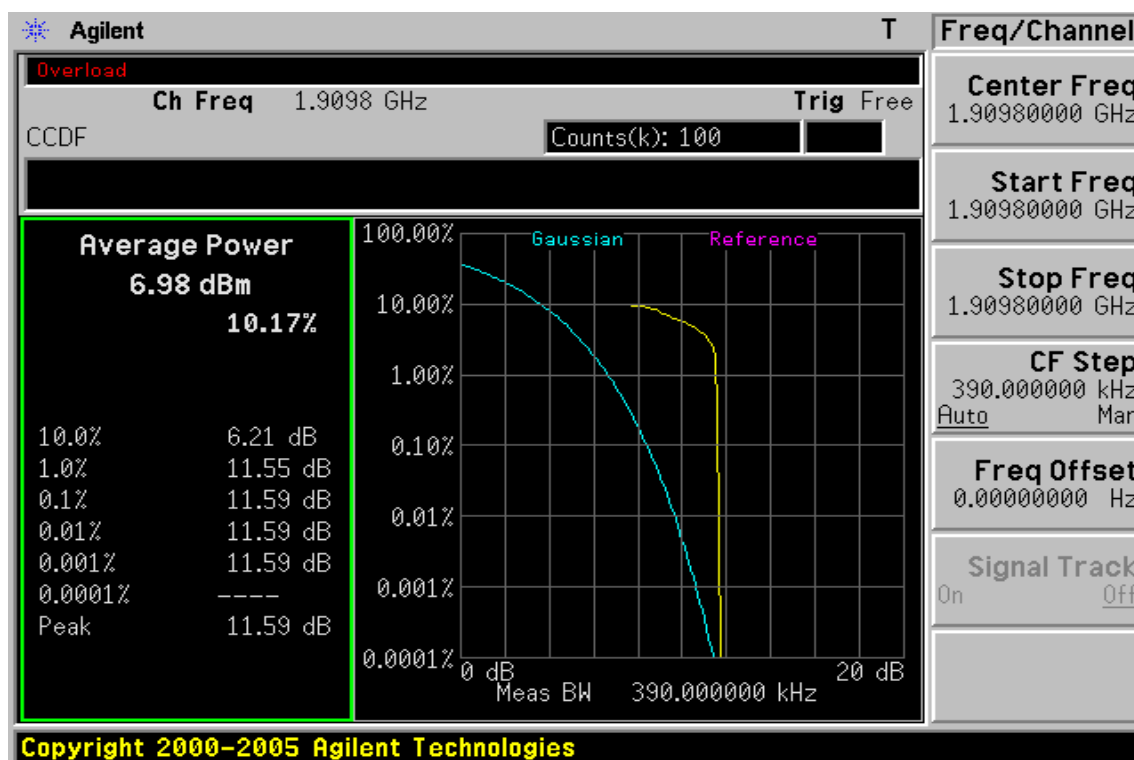 Agilent T
Overload
Ch Freq 1.9098 GHz Trig Free
CCDF Counts(k): 100
Average Power
6.98 dBm
10.17%
10.0% 6.21 dB
1.0% 11.55 dB
0.1% 11.59 dB
0.01% 11.59 dB
0.001% 11.59 dB
0.0001% ----
Peak 11.59 dB
100.00%
Gaussian Reference
10.00%
1.00%
0.10%
0.01%
0.001%
0.0001%
0 dB 20 dB
Meas BW 390.000000 kHz
Freq/Channel
Center Freq
1.90980000 GHz
Start Freq
1.90980000 GHz
Stop Freq
1.90980000 GHz
CF Step
390.000000 kHz
Auto Man
Freq Offset
0.00000000 Hz
Signal Track
On Off
Copyright 2000-2005 Agilent Technologies